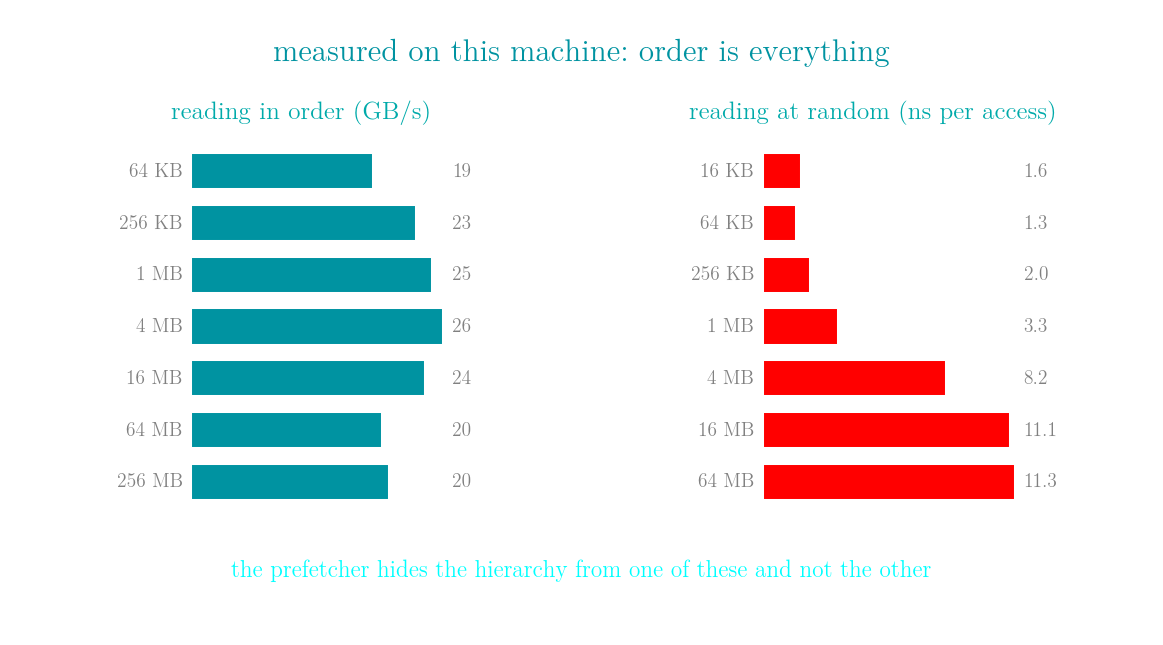 measured on this machine: order is everything
reading in order (GB/s)
64 KB 19
256 KB 23
1 MB 25
4 MB 26
16 MB 24
64 MB 20
256 MB 20
reading at random (ns per access)
16 KB 1.6
64 KB 1.3
256 KB 2.0
1 MB 3.3
4 MB 8.2
16 MB 11.1
64 MB 11.3
the prefetcher hides the hierarchy from one of these and not the other